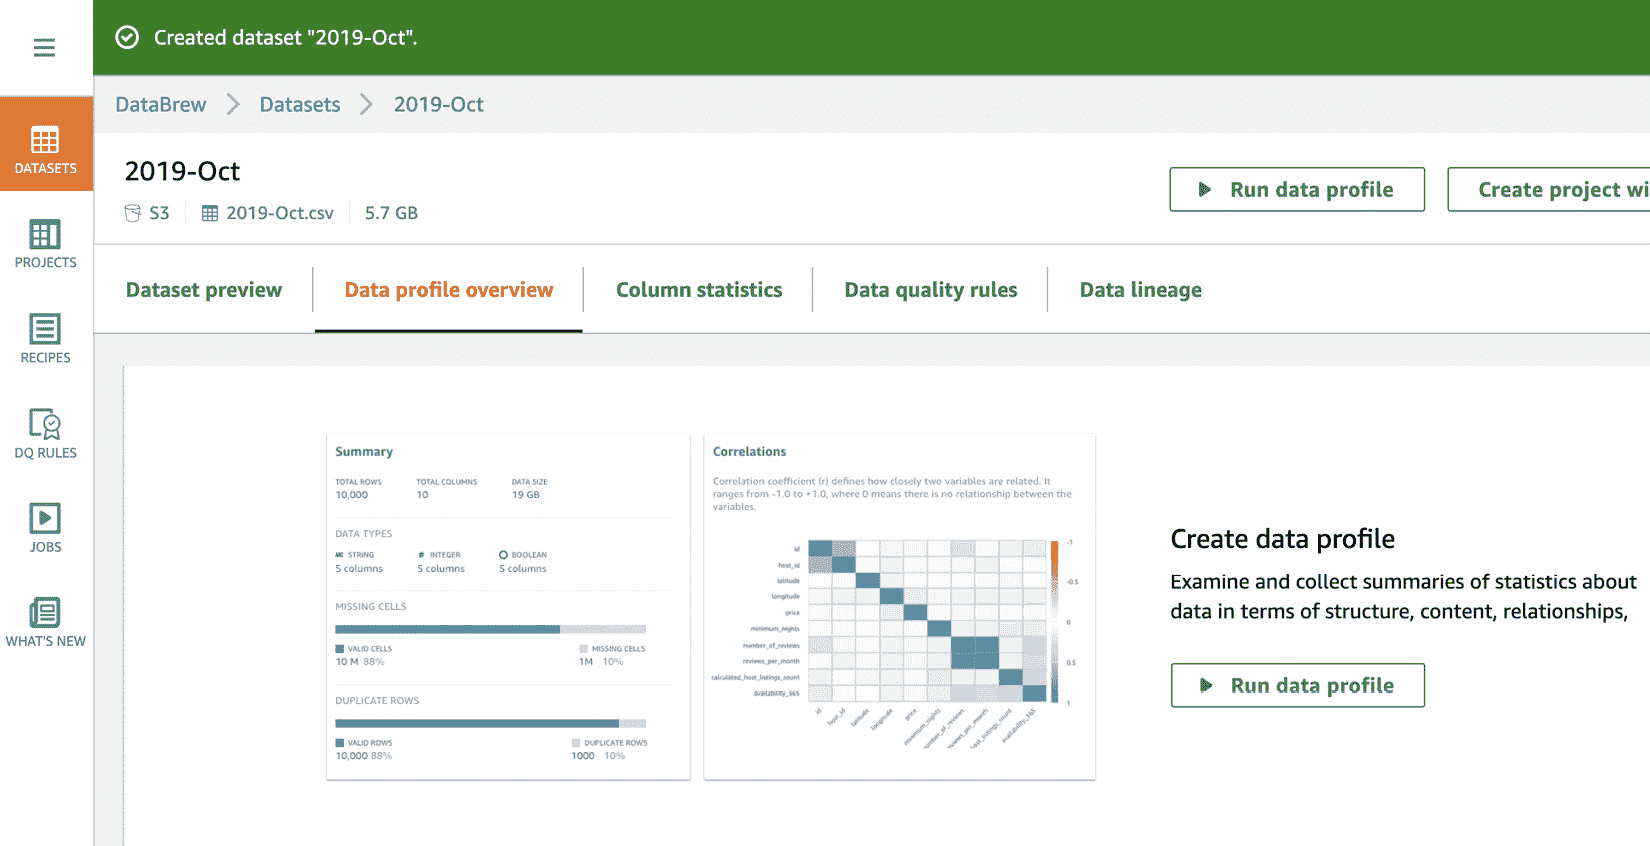 Created dataset "2019-Oct".
DataBrew Datasets 2019-Oct
DATASETS
PROJECTS
RECIPES
DQ RULES
JOBS
WHAT'S NEW
2019-Oct
S3 2019-Oct.csv 5.7 GB
Run data profile
Create project wi
Dataset preview Data profile overview Column statistics Data quality rules Data lineage
Summary
TOTAL ROWS TOTAL COLUMNS DATA SIZE
10,000 10 19 GB
DATA TYPES
ABC STRING # INTEGER BOOLEAN
5 columns 5 columns 5 columns
MISSING CELLS
VALID CELLS MISSING CELLS
10 M 88% 1M 10%
DUPLICATE ROWS
VALID ROWS DUPLICATE ROWS
10,000 88% 1000 10%
Correlations
Correlation coefficient (r) defines how closely two variables are related. It
ranges from -1.0 to +1.0, where 0 means there is no relationship between the
variables.
id
host_id
latitude
longitude
price
minimum_nights
number_of_reviews
reviews_per_month
calculated_host_listings_count
availability_365
id host_id latitude longitude price minimum_nights number_of_reviews reviews_per_month host_listings_count availability_365
-1
-0.5
0
0.5
1
Create data profile
Examine and collect summaries of statistics about
data in terms of structure, content, relationships,
Run data profile